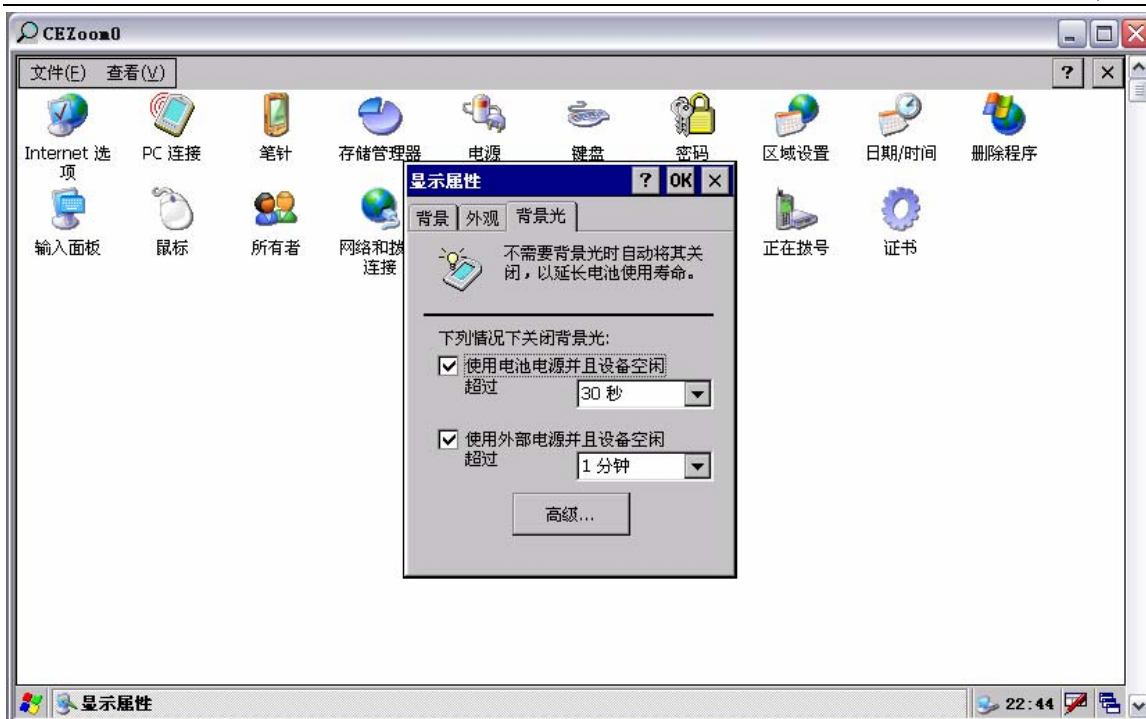 CEZoom0
文件(F) 查看(V)
? ×
Internet 选项
PC 连接
笔针
存储管理器
电源
键盘
密码
区域设置
日期/时间
删除程序
输入面板
鼠标
所有者
网络和拨
连接
正在拨号
证书
显示属性 ? OK ×
背景 外观 背景光
不需要背景光时自动将其关
闭，以延长电池使用寿命。
下列情况下关闭背景光:
使用电池电源并且设备空闲
超过 30 秒
使用外部电源并且设备空闲
超过 1 分钟
高级...
显示属性 22:44